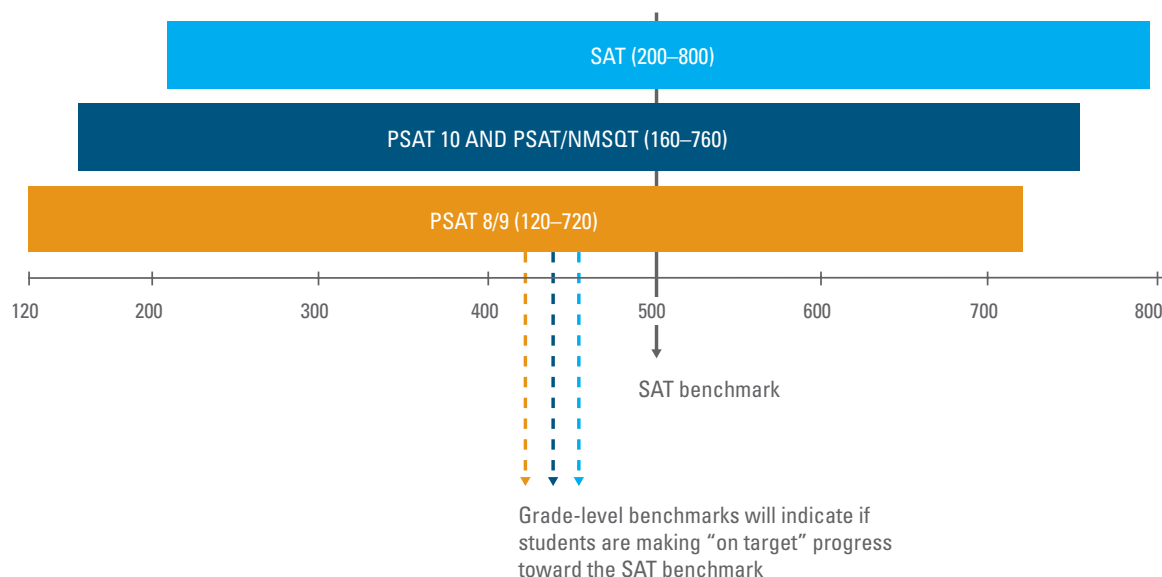 SAT (200–800)
PSAT 10 AND PSAT/NMSQT (160–760)
PSAT 8/9 (120–720)
120 200 300 400 500 600 700 800
SAT benchmark
Grade-level benchmarks will indicate if
students are making “on target” progress
toward the SAT benchmark